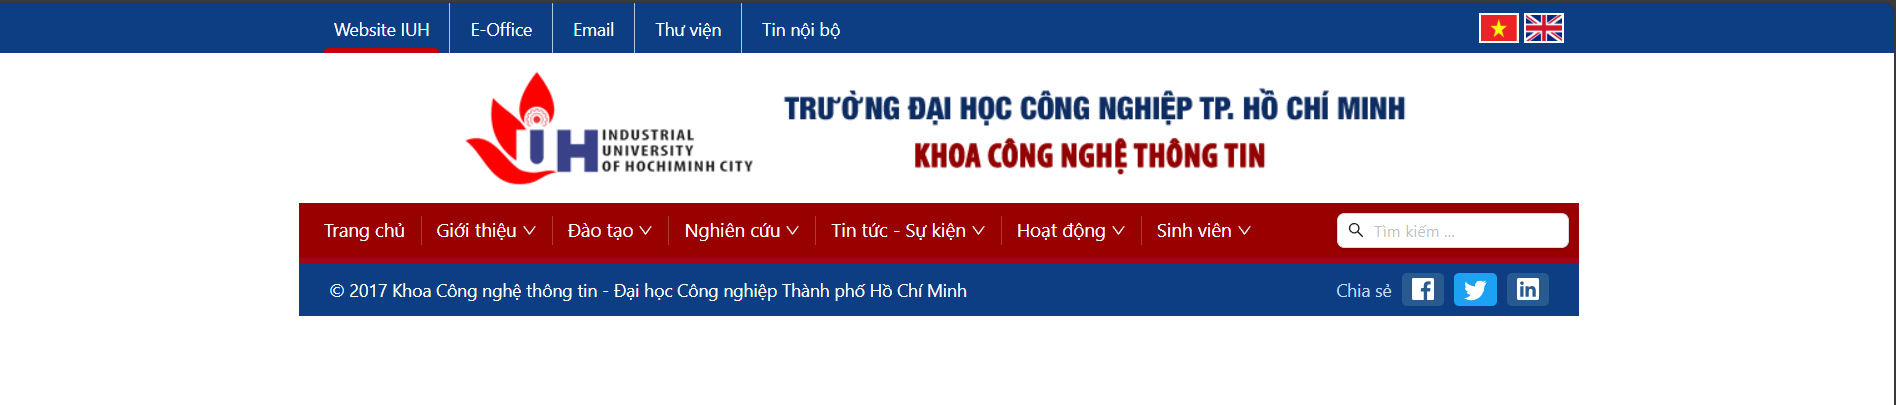 Website IUH
E-Office
Email
Thư viện
Tin nội bộ
UH
INDUSTRIAL
UNIVERSITY
OF HOCHIMINH CITY
TRƯỜNG ĐẠI HỌC CÔNG NGHIỆP TP. HỒ CHÍ MINH
KHOA CÔNG NGHỆ THÔNG TIN
Trang chủ
Giới thiệu
Đào tạo
Nghiên cứu
Tin tức - Sự kiện
Hoạt động
Sinh viên
Tìm kiếm ...
© 2017 Khoa Công nghệ thông tin - Đại học Công nghiệp Thành phố Hồ Chí Minh
Chia sẻ